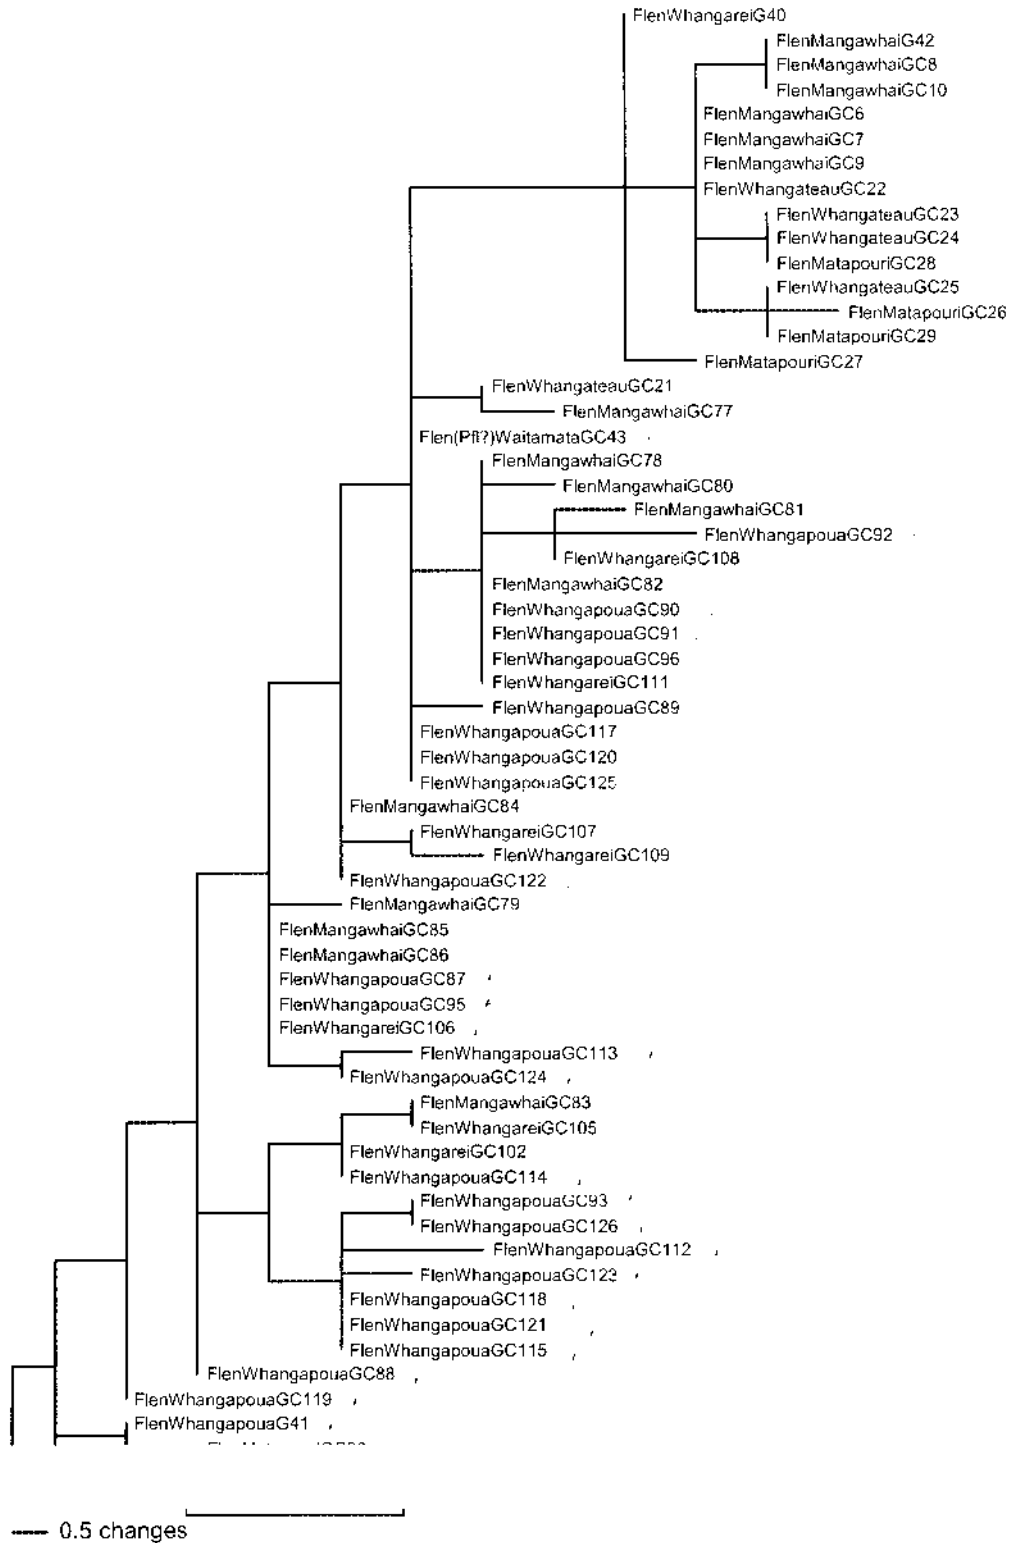 FlenWhangareiG40
FlenMangawhaiG42
FlenMangawhaiGC8
FlenMangawhaiGC10
FlenMangawhaiGC6
FlenMangawhaiGC7
FlenMangawhaiGC9
FlenWhangateauGC22
FlenWhangateauGC23
FlenWhangateauGC24
FlenMatapouriGC28
FlenWhangateauGC25
FlenMatapouriGC26
FlenMatapouriGC29
FlenMatapouriGC27
FlenWhangateauGC21
FlenMangawhaiGC77
Flen(Pfl?)WaitamataGC43
FlenMangawhaiGC78
FlenMangawhaiGC80
FlenMangawhaiGC81
FlenWhangapouaGC92
FlenWhangareiGC108
FlenMangawhaiGC82
FlenWhangapouaGC90
FlenWhangapouaGC91
FlenWhangapouaGC96
FlenWhangareiGC111
FlenWhangapouaGC89
FlenWhangapouaGC117
FlenWhangapouaGC120
FlenWhangapouaGC125
FlenMangawhaiGC84
FlenWhangareiGC107
FlenWhangareiGC109
FlenWhangapouaGC122
FlenMangawhaiGC79
FlenMangawhaiGC85
FlenMangawhaiGC86
FlenWhangapouaGC87
FlenWhangapouaGC95
FlenWhangareiGC106
FlenWhangapouaGC113
FlenWhangapouaGC124
FlenMangawhaiGC83
FlenWhangareiGC105
FlenWhangareiGC102
FlenWhangapouaGC114
FlenWhangapouaGC93
FlenWhangapouaGC126
FlenWhangapouaGC112
FlenWhangapouaGC123
FlenWhangapouaGC118
FlenWhangapouaGC121
FlenWhangapouaGC115
FlenWhangapouaGC88
FlenWhangapouaGC119
FlenWhangapouaG41
0.5 changes